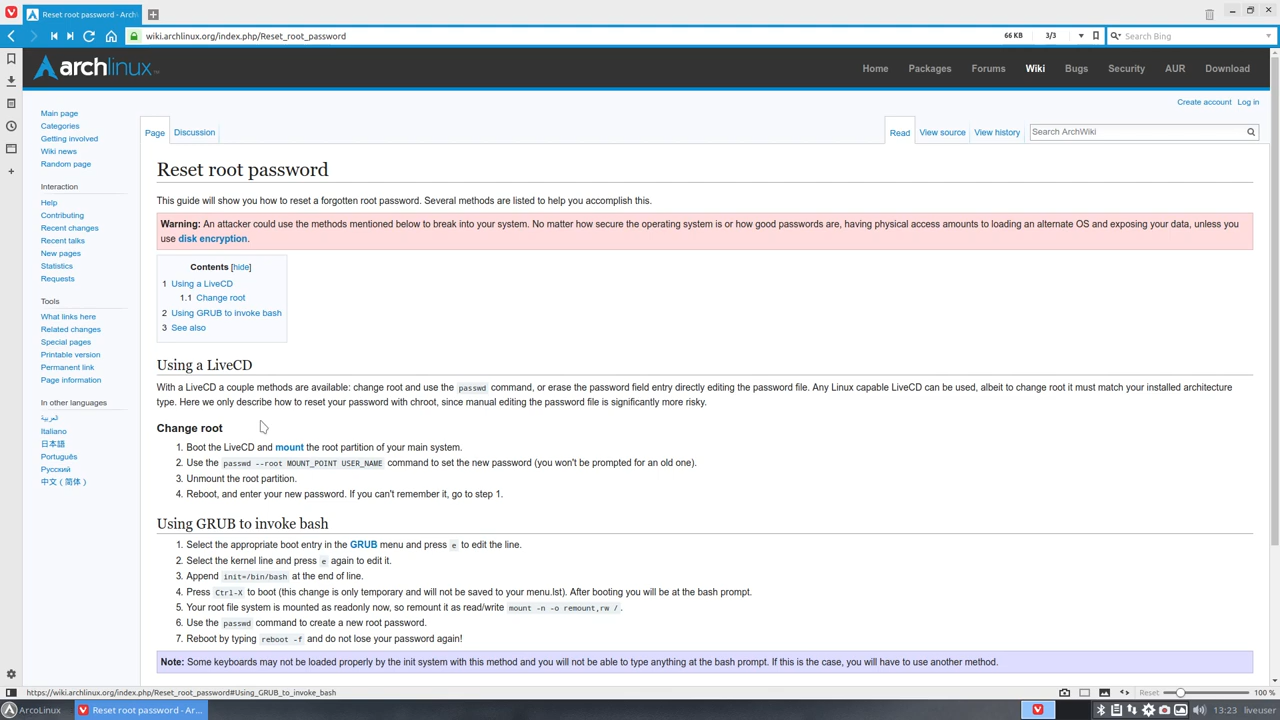 Reset root password - Arch
wiki.archlinux.org/index.php/Reset_root_password
66 KB
3/3
Search Bing
archlinux
Home
Packages
Forums
Wiki
Bugs
Security
AUR
Download
Create account
Log in
Main page
Categories
Getting involved
Wiki news
Random page
Interaction
Help
Contributing
Recent changes
Recent talks
New pages
Statistics
Requests
Tools
What links here
Related changes
Special pages
Printable version
Permanent link
Page information
In other languages
العربية
Italiano
日本語
Português
Русский
中文（简体）
Page
Discussion
Read
View source
View history
Search ArchWiki
Reset root password
This guide will show you how to reset a forgotten root password. Several methods are listed to help you accomplish this.
Warning: An attacker could use the methods mentioned below to break into your system. No matter how secure the operating system is or how good passwords are, having physical access amounts to loading an alternate OS and exposing your data, unless you
use disk encryption.
Contents [hide]
1 Using a LiveCD
1.1 Change root
2 Using GRUB to invoke bash
3 See also
Using a LiveCD
With a LiveCD a couple methods are available: change root and use the passwd command, or erase the password field entry directly editing the password file. Any Linux capable LiveCD can be used, albeit to change root it must match your installed architecture
type. Here we only describe how to reset your password with chroot, since manual editing the password file is significantly more risky.
Change root
1. Boot the LiveCD and mount the root partition of your main system.
2. Use the passwd --root MOUNT_POINT USER_NAME command to set the new password (you won't be prompted for an old one).
3. Unmount the root partition.
4. Reboot, and enter your new password. If you can't remember it, go to step 1.
Using GRUB to invoke bash
1. Select the appropriate boot entry in the GRUB menu and press e to edit the line.
2. Select the kernel line and press e again to edit it.
3. Append init=/bin/bash at the end of line.
4. Press Ctrl-X to boot (this change is only temporary and will not be saved to your menu.lst). After booting you will be at the bash prompt.
5. Your root file system is mounted as readonly now, so remount it as read/write mount -n -o remount,rw / .
6. Use the passwd command to create a new root password.
7. Reboot by typing reboot -f and do not lose your password again!
Note: Some keyboards may not be loaded properly by the init system with this method and you will not be able to type anything at the bash prompt. If this is the case, you will have to use another method.
https://wiki.archlinux.org/index.php/Reset_root_password#Using_GRUB_to_invoke_bash
Reset
100 %
ArcoLinux
Reset root password - Ar...
13:23
liveuser